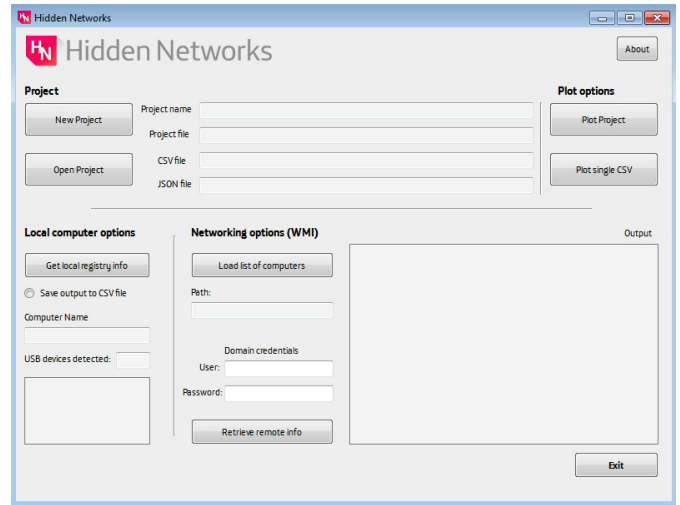 Hidden Networks
HN Hidden Networks
About
Project
Plot options
New Project
Project name
Plot Project
Project file
Open Project
CSV file
Plot single CSV
JSON file
Local computer options
Networking options (WMI)
Output
Get local registry info
Load list of computers
Save output to CSV file
Path:
Computer Name
USB devices detected:
Domain credentials
User:
Password:
Retrieve remote info
Exit